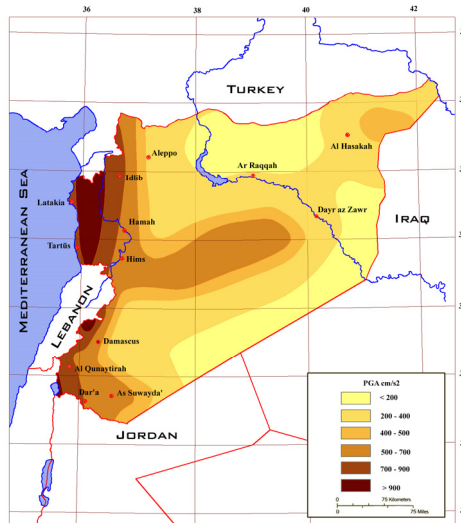 36
38
40
42
TURKEY
MEDITERRANEAN SEA
Aleppo
Al Hasakah
Idlib
Ar Raqqah
Latakia
Dayr az Zawr
IRAQ
Hamah
Tartūs
Hims
LEBANON
Damascus
Al Qunaytirah
Dar'a
As Suwayda'
JORDAN
PGA cm/s2
< 200
200 - 400
400 - 500
500 - 700
700 - 900
> 900
0 75 Kilometers
0 75 Miles